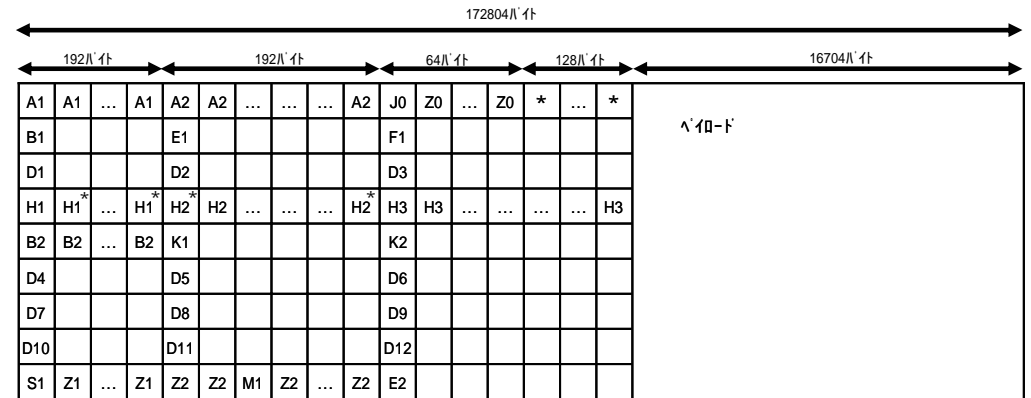 172804バイト
192バイト 192バイト 64バイト 128バイト 16704バイト
A1 A1 … A1 A2 A2 … … … A2 J0 Z0 … Z0 * … *
ペイロード
B1 E1 F1
D1 D2 D3
H1 H1* … H1* H2* H2 … … … H2* H3 H3 … … … … H3
B2 B2 … B2 K1 K2
D4 D5 D6
D7 D8 D9
D10 D11 D12
S1 Z1 … Z1 Z2 Z2 M1 Z2 … Z2 E2